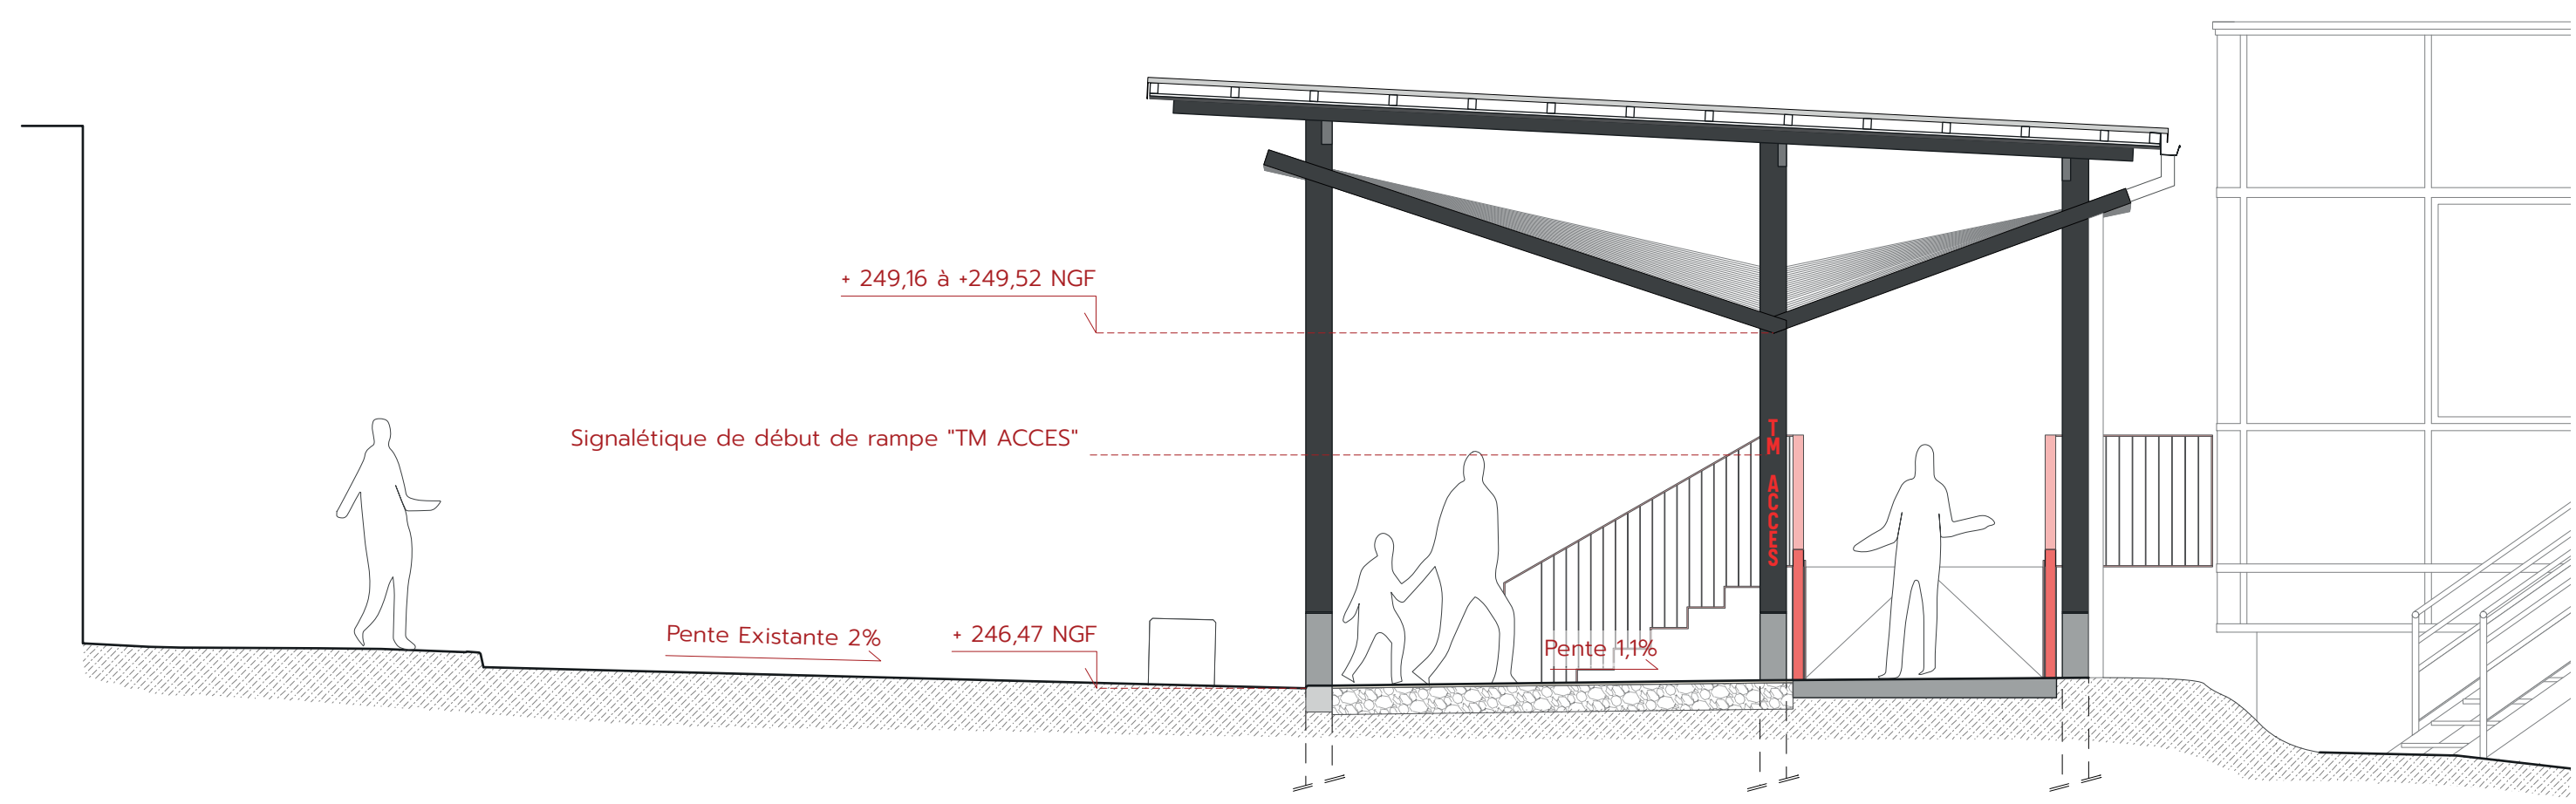 + 249,16 à +249,52 NGF
Signalétique de début de rampe "TM ACCES"
TM ACCES
Pente Existante 2%
+ 246,47 NGF
Pente 1,1%